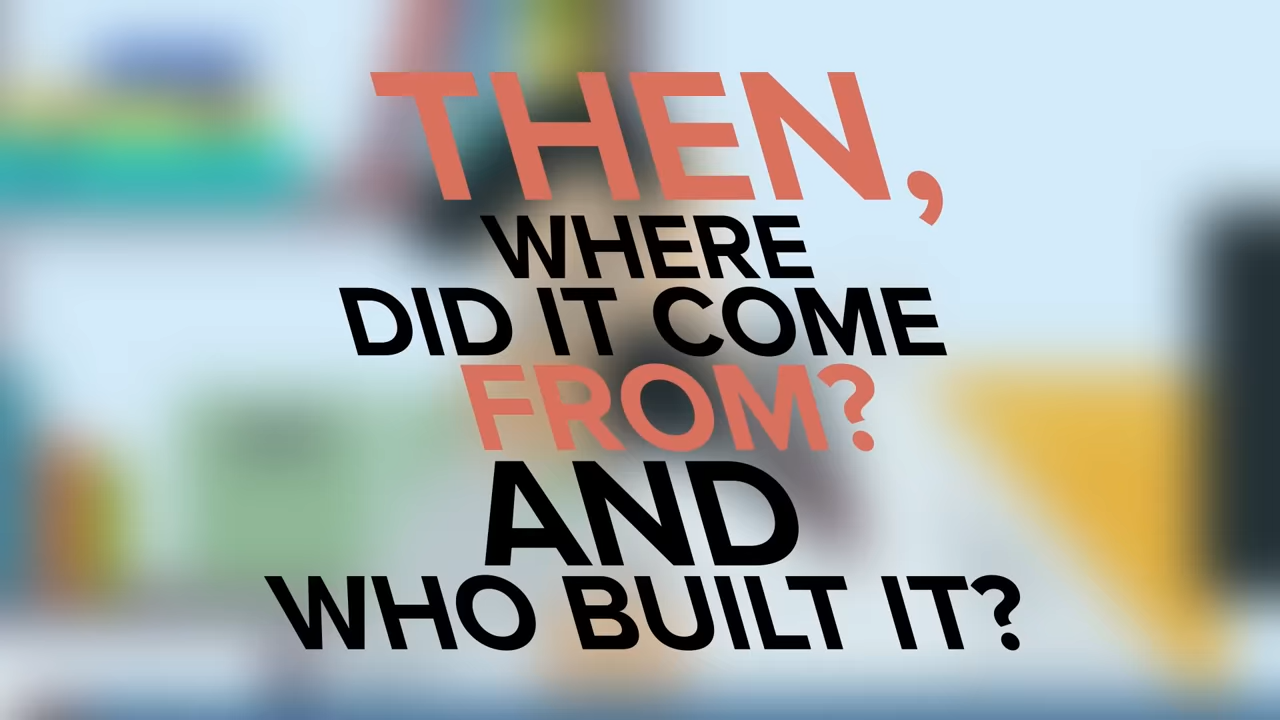 THEN,
WHERE
DID IT COME
FROM?
AND
WHO BUILT IT?